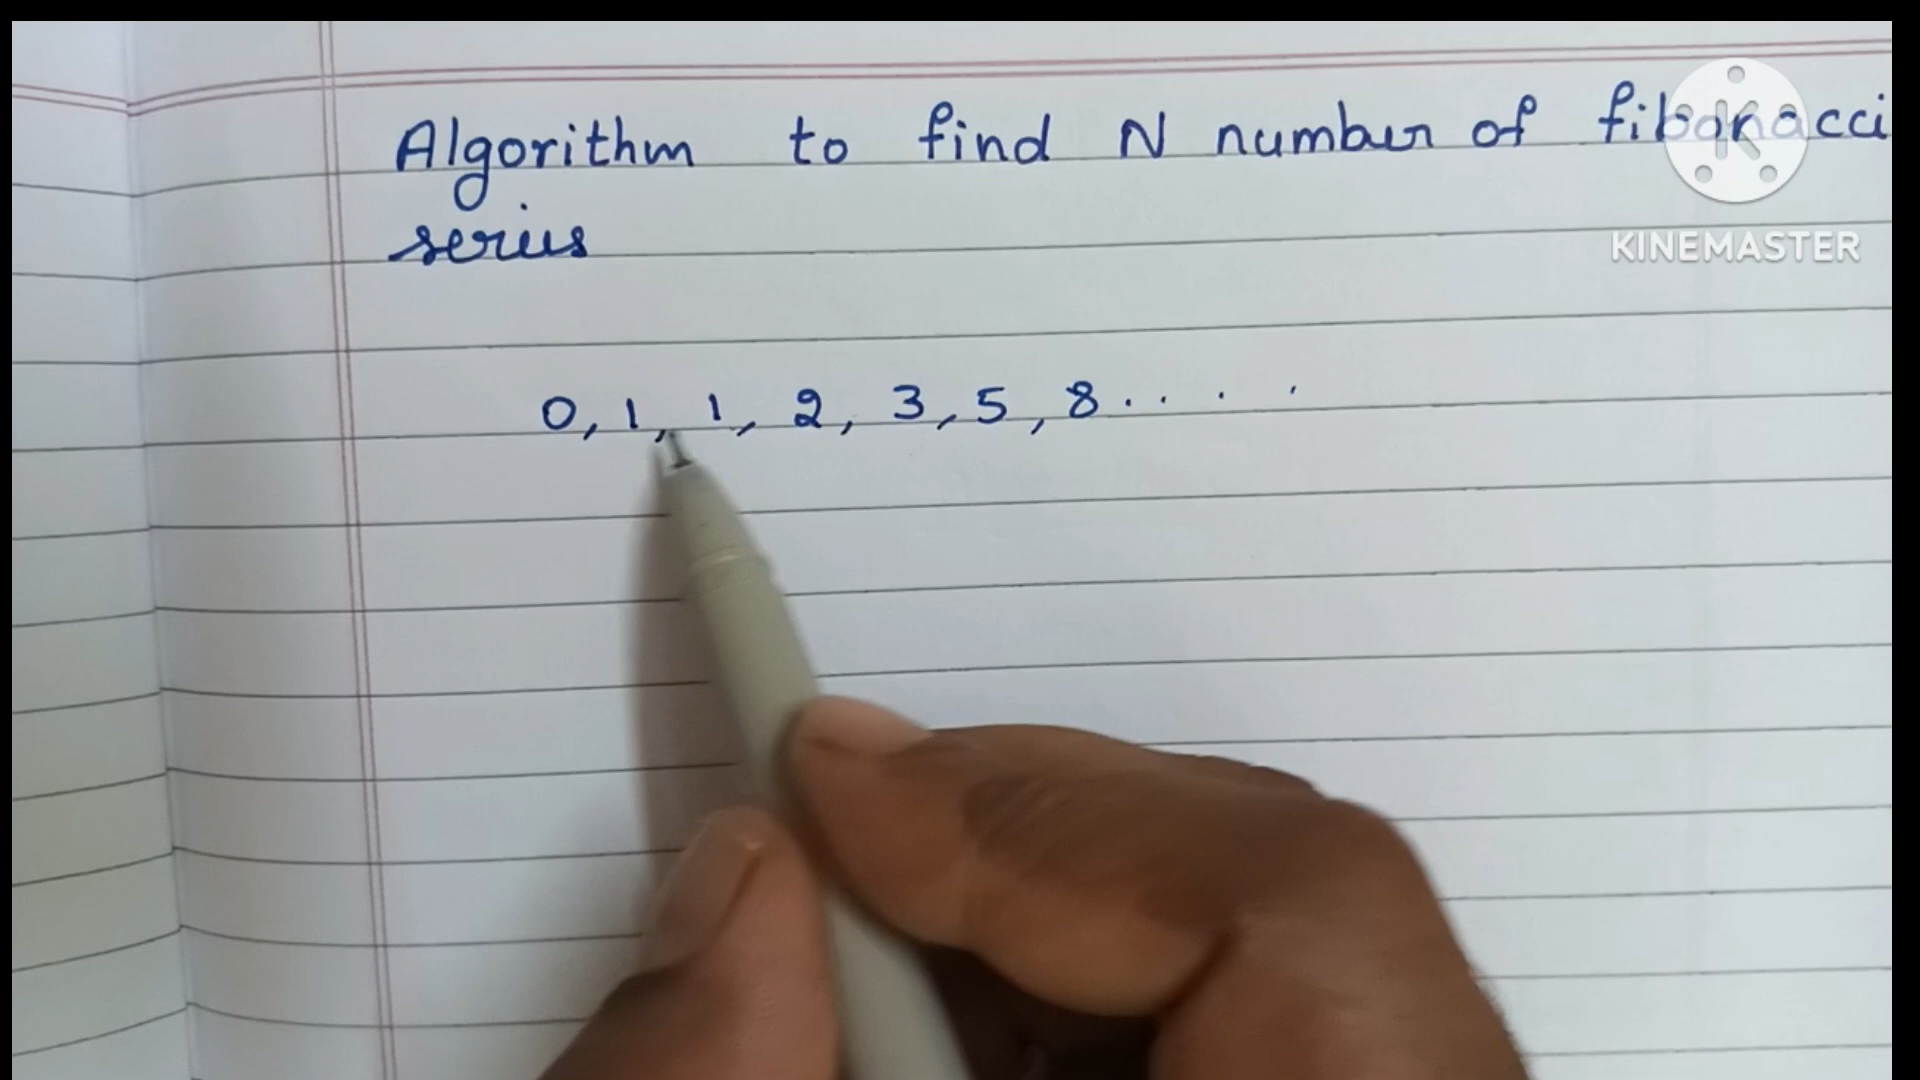 Algorithm to find N number of fibonacci
series
0, 1, 1, 2, 3, 5, 8 . . . .
KINEMASTER